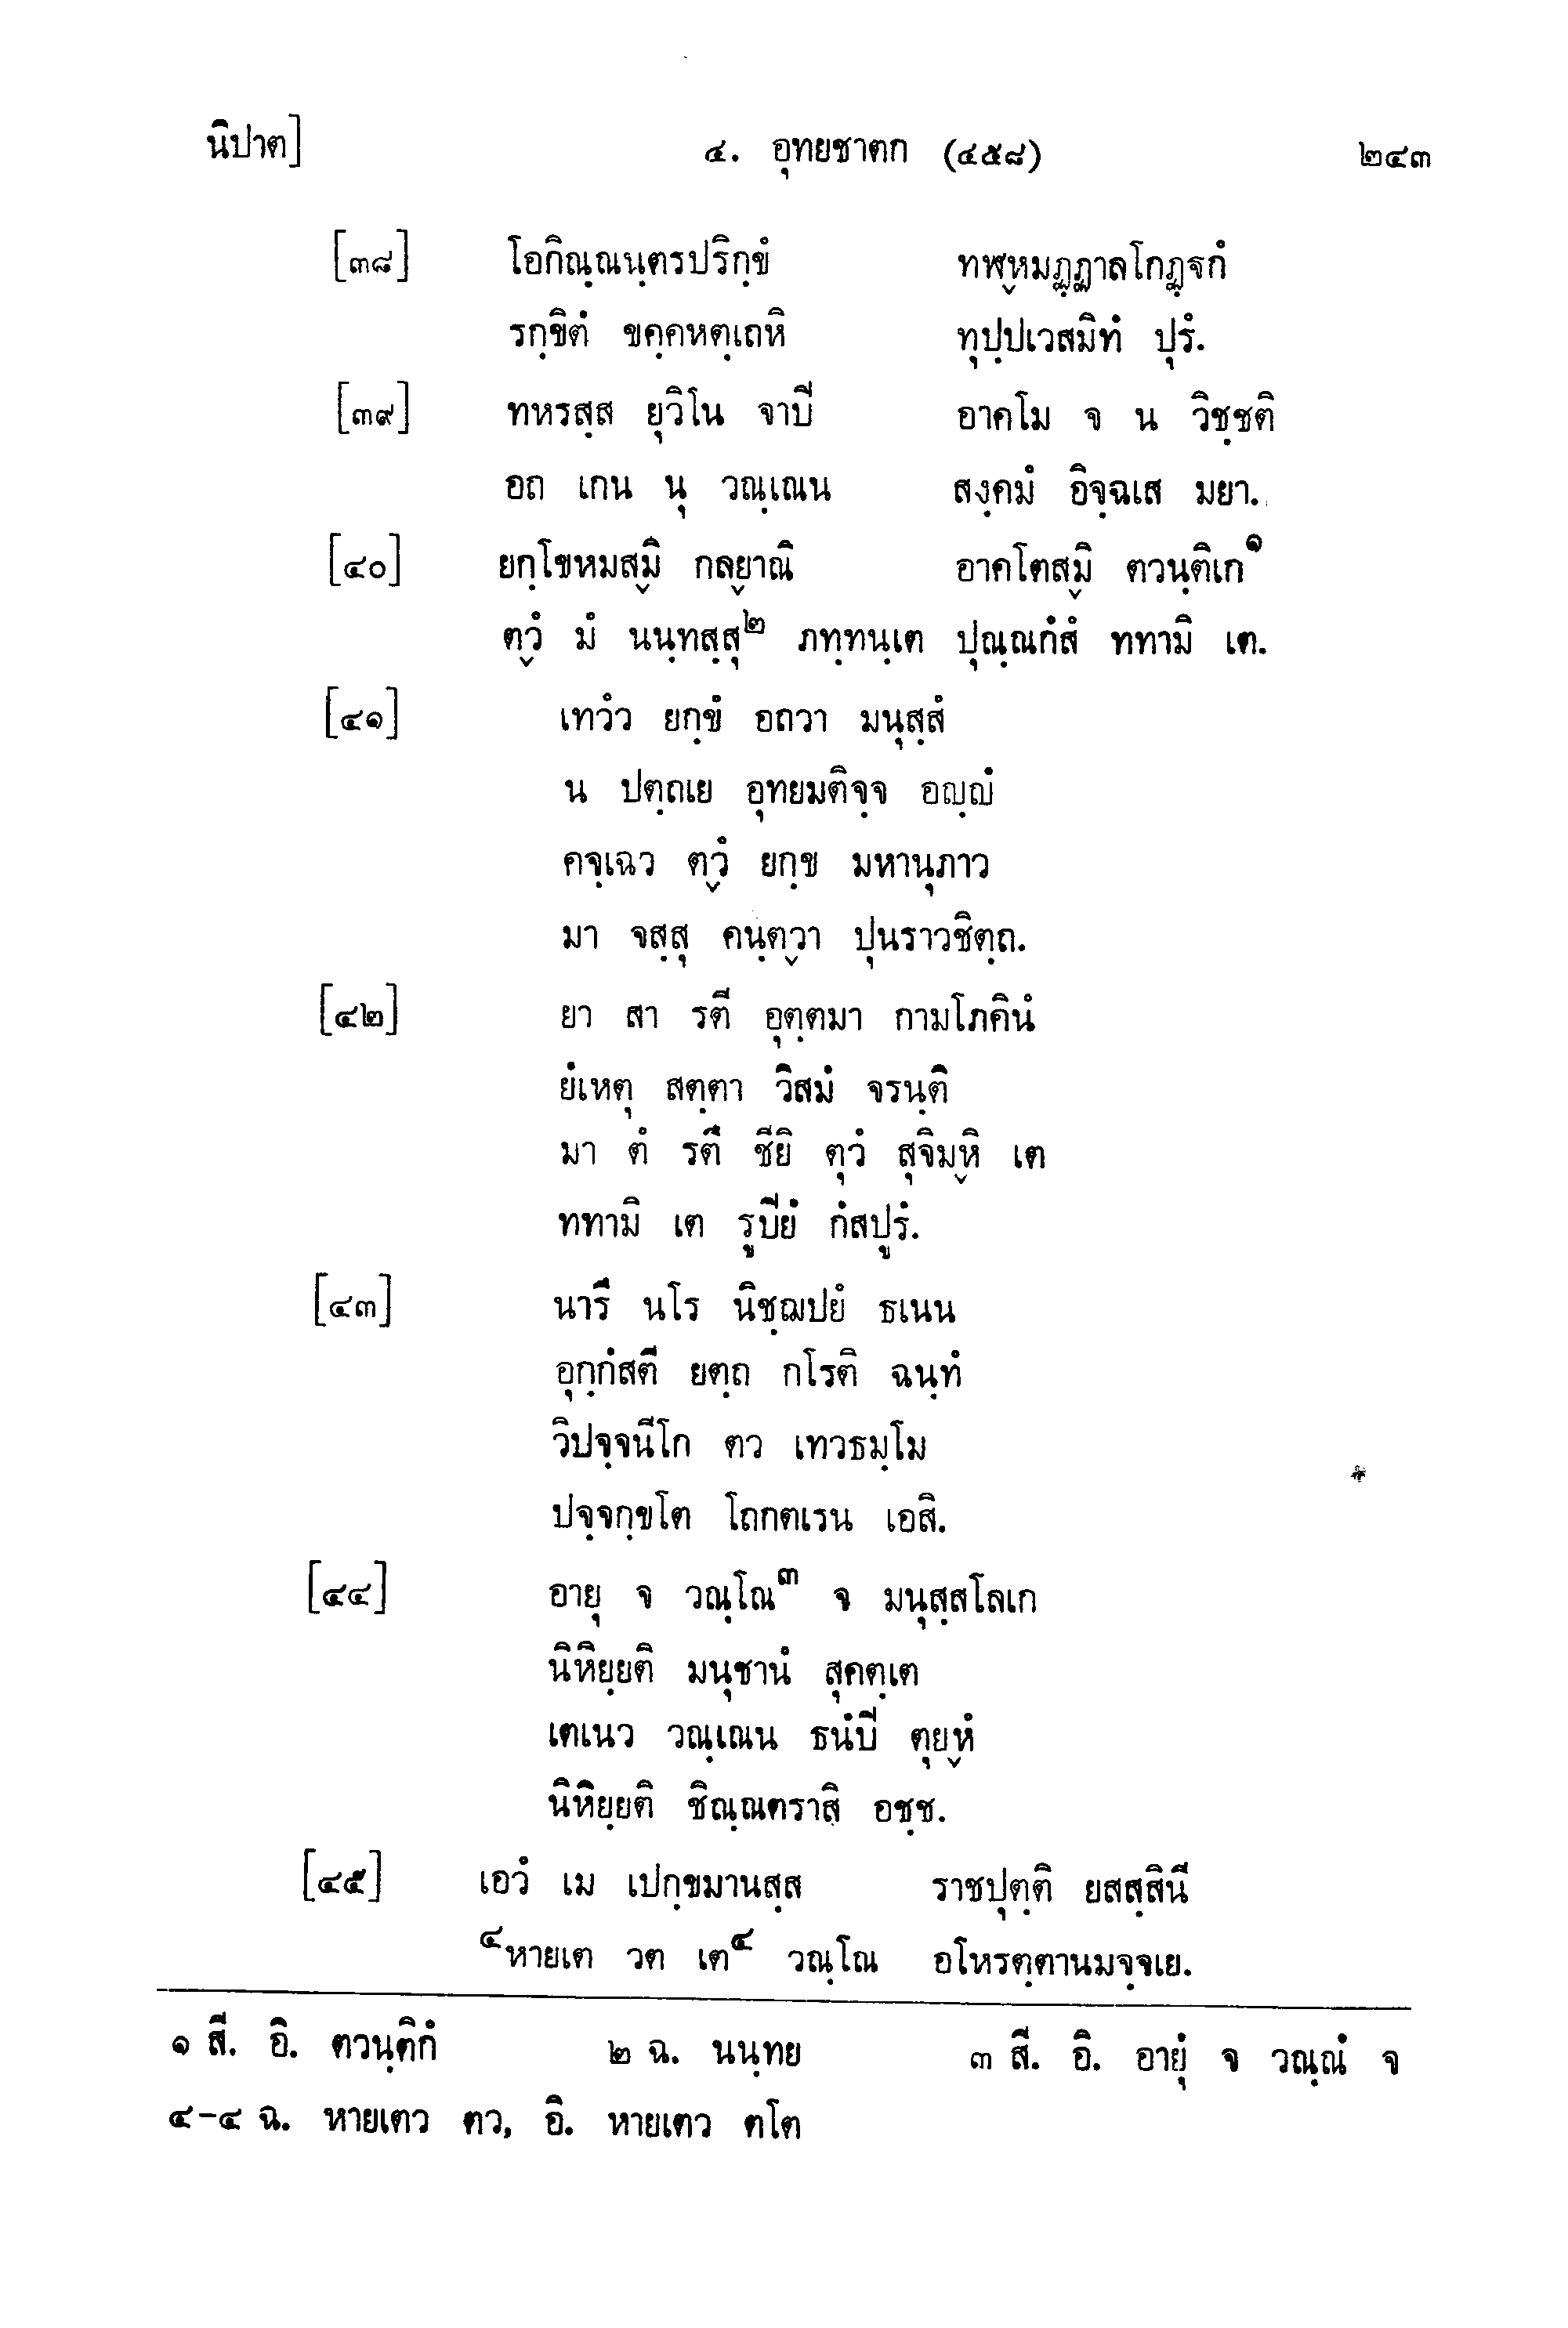 นิปาต] ๔. อุทยชาตก (๔๕๘) ๒๔๓
[๓๘] โอกิณฺณนฺตรปริกฺขํ ทฬฺหมฏฺฏาลโกฏฺฐกํ
รกฺขิตํ ขคฺคหตฺเถหิ ทุปฺปเวสมิทํ ปุรํ.
[๓๙] ทหรสฺส ยุวิโน จาปี อาคโม จ น วิชฺชติ
อถ เกน นุ วณฺเณน สงฺคมํ อิจฺฉเส มยา.
[๔๐] ยกฺโขหมสฺมิ กลฺยาณิ อาคโตสฺมิ ตวนฺติเก๑
ตฺวํ มํ นนฺทสฺสุ๒ ภทฺทนฺเต ปุณฺณกํสํ ททามิ เต.
[๔๑] เทวํว ยกฺขํ อถวา มนุสฺสํ
น ปตฺถเย อุทยมติจฺจ อญฺญํ
คจฺเฉว ตฺวํ ยกฺข มหานุภาว
มา จสฺสุ คนฺตฺวา ปุนราวชิตฺถ.
[๔๒] ยา สา รตี อุตฺตมา กามโภคินํ
ยํเหตุ สตฺตา วิสมํ จรนฺติ
มา ตํ รตึ ชียิ ตุวํ สุจิมฺหิ เต
ททามิ เต รูปิยํ กํสปูรํ.
[๔๓] นารึ นโร นิชฺฌปยํ ธเนน
อุกฺกํสตี ยตฺถ กโรติ ฉนฺทํ
วิปจฺจนีโก ตว เทวธมฺโม
ปจฺจกฺขโต โถกตเรน เอสิ.
[๔๔] อายุ จ วณฺโณ๓ จ มนุสฺสโลเก
นิหิยฺยติ มนุชานํ สุคตฺเต
เตเนว วณฺเณน ธนํปิ ตุยฺหํ
นิหิยฺยติ ชิณฺณตราสิ อชฺช.
[๔๕] เอวํ เม เปกฺขมานสฺส ราชปุตฺติ ยสสฺสินี
๔หายเต วต เต๔ วณฺโณ อโหรตฺตานมจฺจเย.
๑ สี. อิ. ตวนฺติกํ ๒ ฉ. นนฺทย ๓ สี. อิ. อายุํ จ วณฺณํ จ
๔-๔ ฉ. หายเตว ตว, อิ. หายเตว ตโต